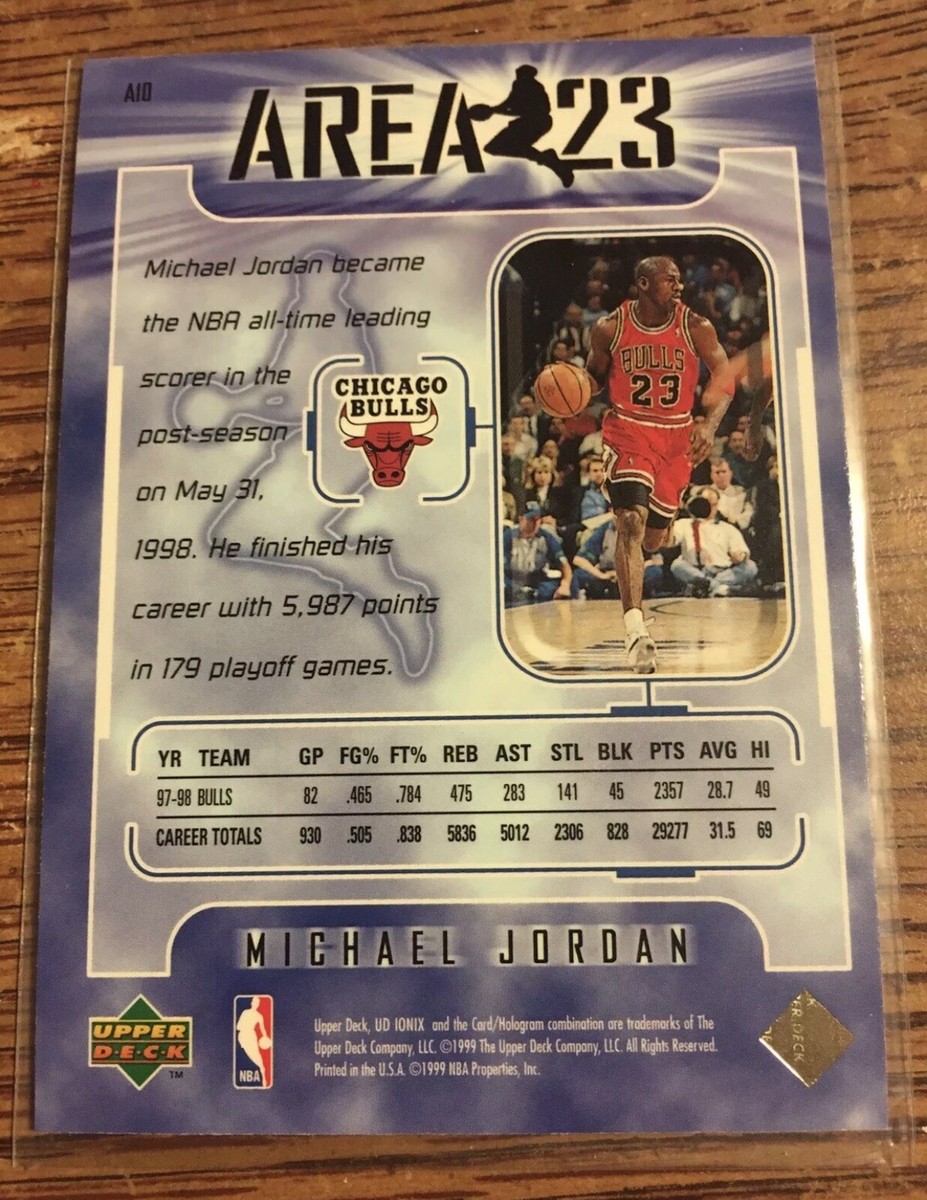 A10
AREA 23
Michael Jordan became
the NBA all-time leading
scorer in the
post-season
on May 31,
1998. He finished his
career with 5,987 points
in 179 playoff games.
CHICAGO
BULLS
BULLS
23
YR TEAM GP FG% FT% REB AST STL BLK PTS AVG HI
97-98 BULLS 82 .465 .784 475 283 141 45 2357 28.7 49
CAREER TOTALS 930 .505 .838 5836 5012 2306 828 29277 31.5 69
MICHAEL JORDAN
UPPER
DECK
TM
NBA
Upper Deck, UD IONIX and the Card/Hologram combination are trademarks of The
Upper Deck Company, LLC. ©1999 The Upper Deck Company, LLC. All Rights Reserved.
Printed in the U.S.A. ©1999 NBA Properties, Inc.
DECK